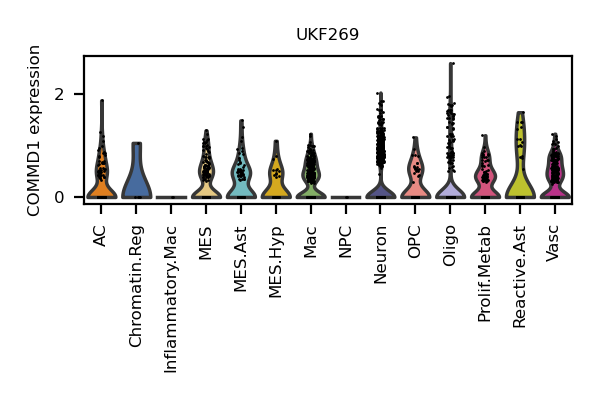 UKF269
COMMD1 expression
2
0
AC
Chromatin.Reg
Inflammatory.Mac
MES
MES.Ast
MES.Hyp
Mac
NPC
Neuron
OPC
Oligo
Prolif.Metab
Reactive.Ast
Vasc